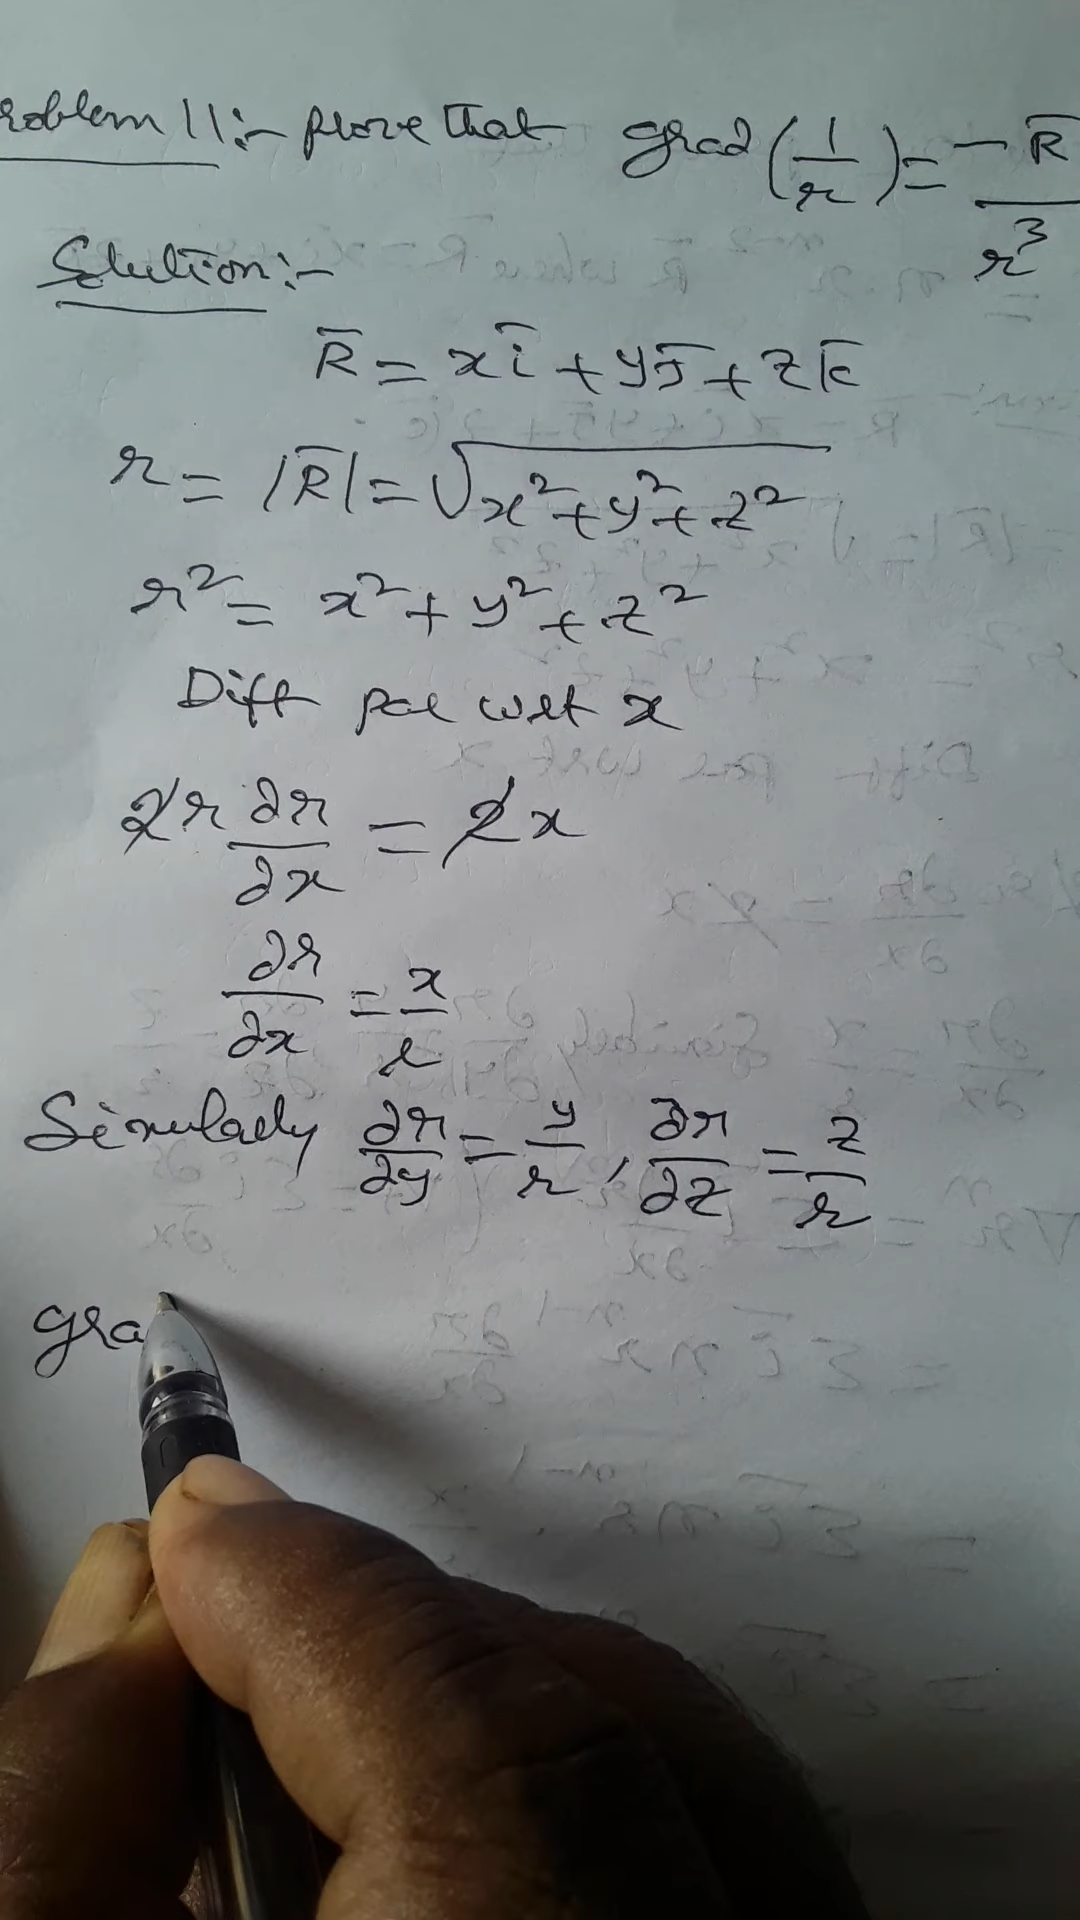 roblem 11:- prove that grad(1/r) = -R̄/r³
Solution:-
R̄ = xī + yj̄ + zk̄
r = |R̄| = √x²+y²+z²
r² = x²+y²+z²
Diff par wrt x
2r ∂r/∂x = 2x
∂r/∂x = x/r
Similarly ∂r/∂y = y/r, ∂r/∂z = z/r
gra